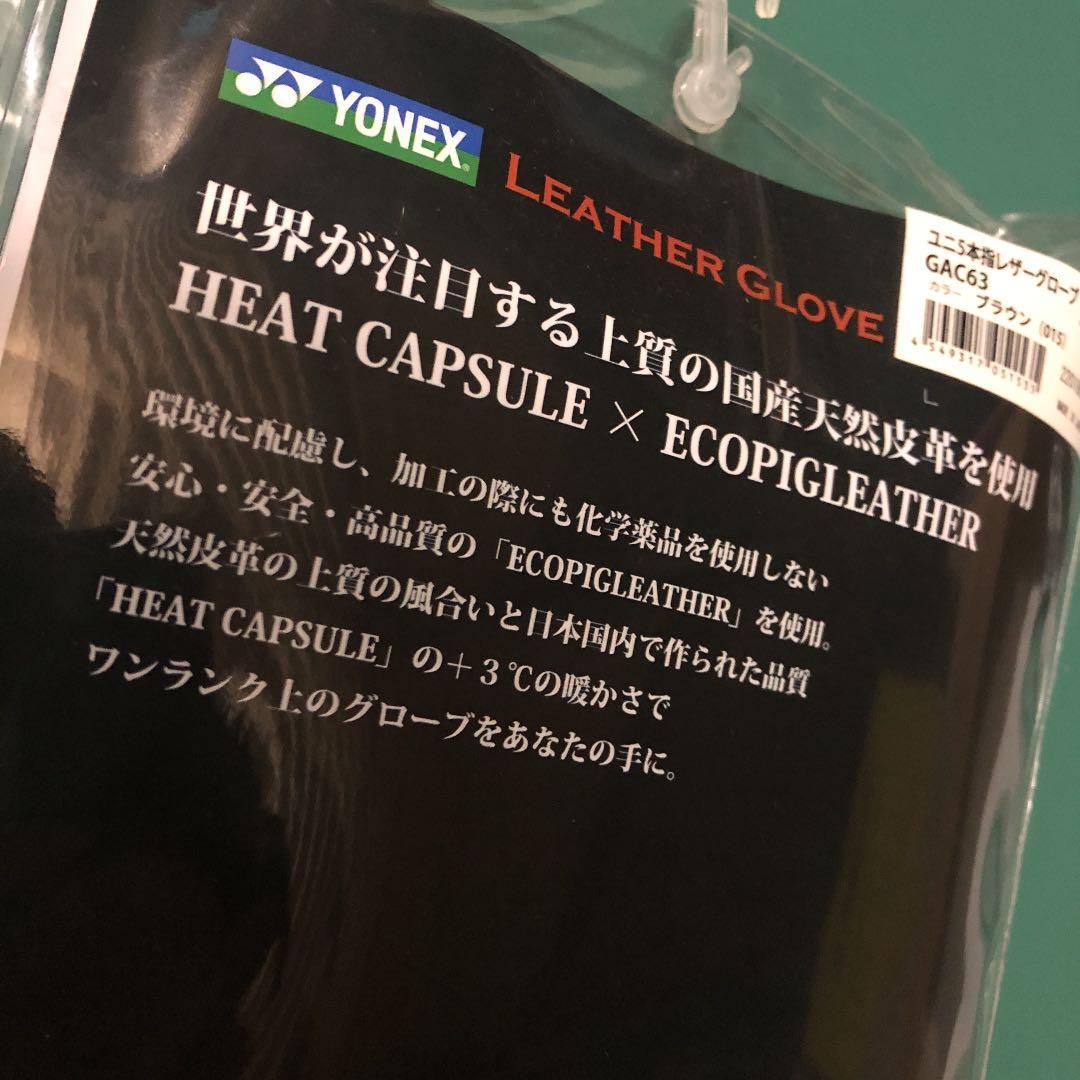 YONEX
LEATHER GLOVE
世界が注目する上質の国産天然皮革を使用
HEAT CAPSULE × ECOPIGLEATHER
環境に配慮し、加工の際にも化学薬品を使用しない
安心・安全・高品質の「ECOPIGLEATHER」を使用。
天然皮革の上質の風合いと日本国内で作られた品質
「HEAT CAPSULE」の＋3℃の暖かさで
ワンランク上のグローブをあなたの手に。
ユニ5本指レザーグローブ
GAC63
カラー ブラウン (015)